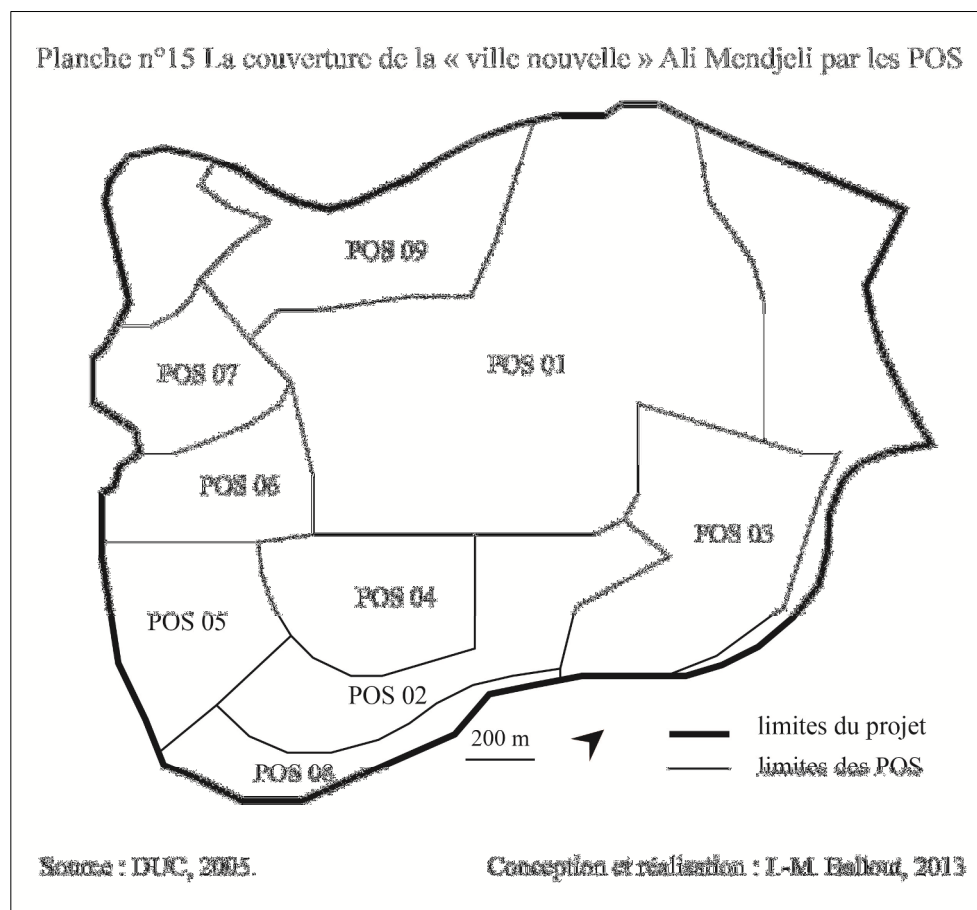 Planche n°15 La couverture de la « ville nouvelle » Ali Mendjeli par les POS
POS 09
POS 01
POS 07
POS 06
POS 03
POS 04
POS 05
POS 02
POS 08
200 m
limites du projet
limites des POS
Source : DUC, 2005.
Conception et réalisation : J.-M. Ballout, 2013